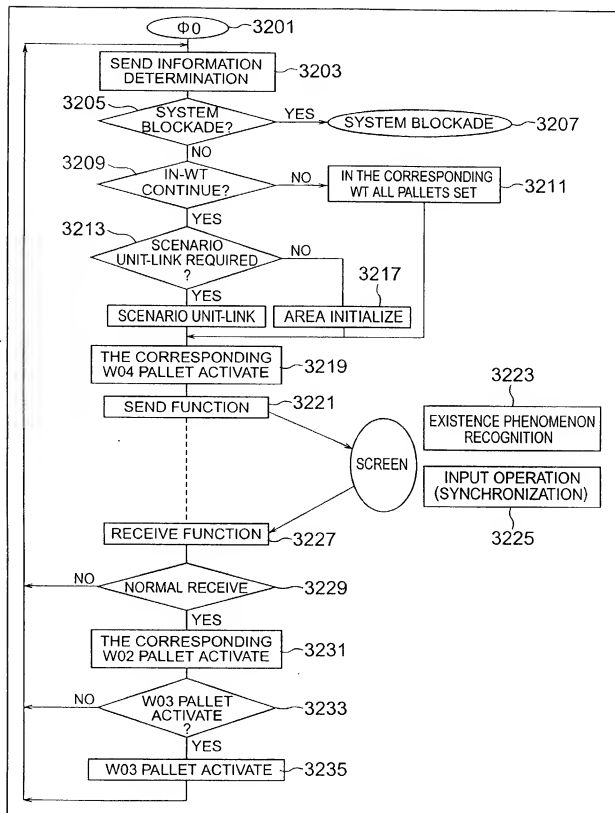 Φ0
3201
SEND INFORMATION
DETERMINATION
3203
3205
SYSTEM
BLOCKADE?
YES
SYSTEM BLOCKADE
3207
NO
3209
IN-WT
CONTINUE?
NO
IN THE CORRESPONDING
WT ALL PALLETS SET
3211
YES
3213
SCENARIO
UNIT-LINK REQUIRED
?
NO
3217
YES
SCENARIO UNIT-LINK
AREA INITIALIZE
THE CORRESPONDING
W04 PALLET ACTIVATE
3219
3223
SEND FUNCTION
3221
EXISTENCE PHENOMENON
RECOGNITION
SCREEN
INPUT OPERATION
(SYNCHRONIZATION)
3225
RECEIVE FUNCTION
3227
NO
NORMAL RECEIVE
3229
YES
THE CORRESPONDING
W02 PALLET ACTIVATE
3231
NO
W03 PALLET
ACTIVATE
?
3233
YES
W03 PALLET ACTIVATE
3235